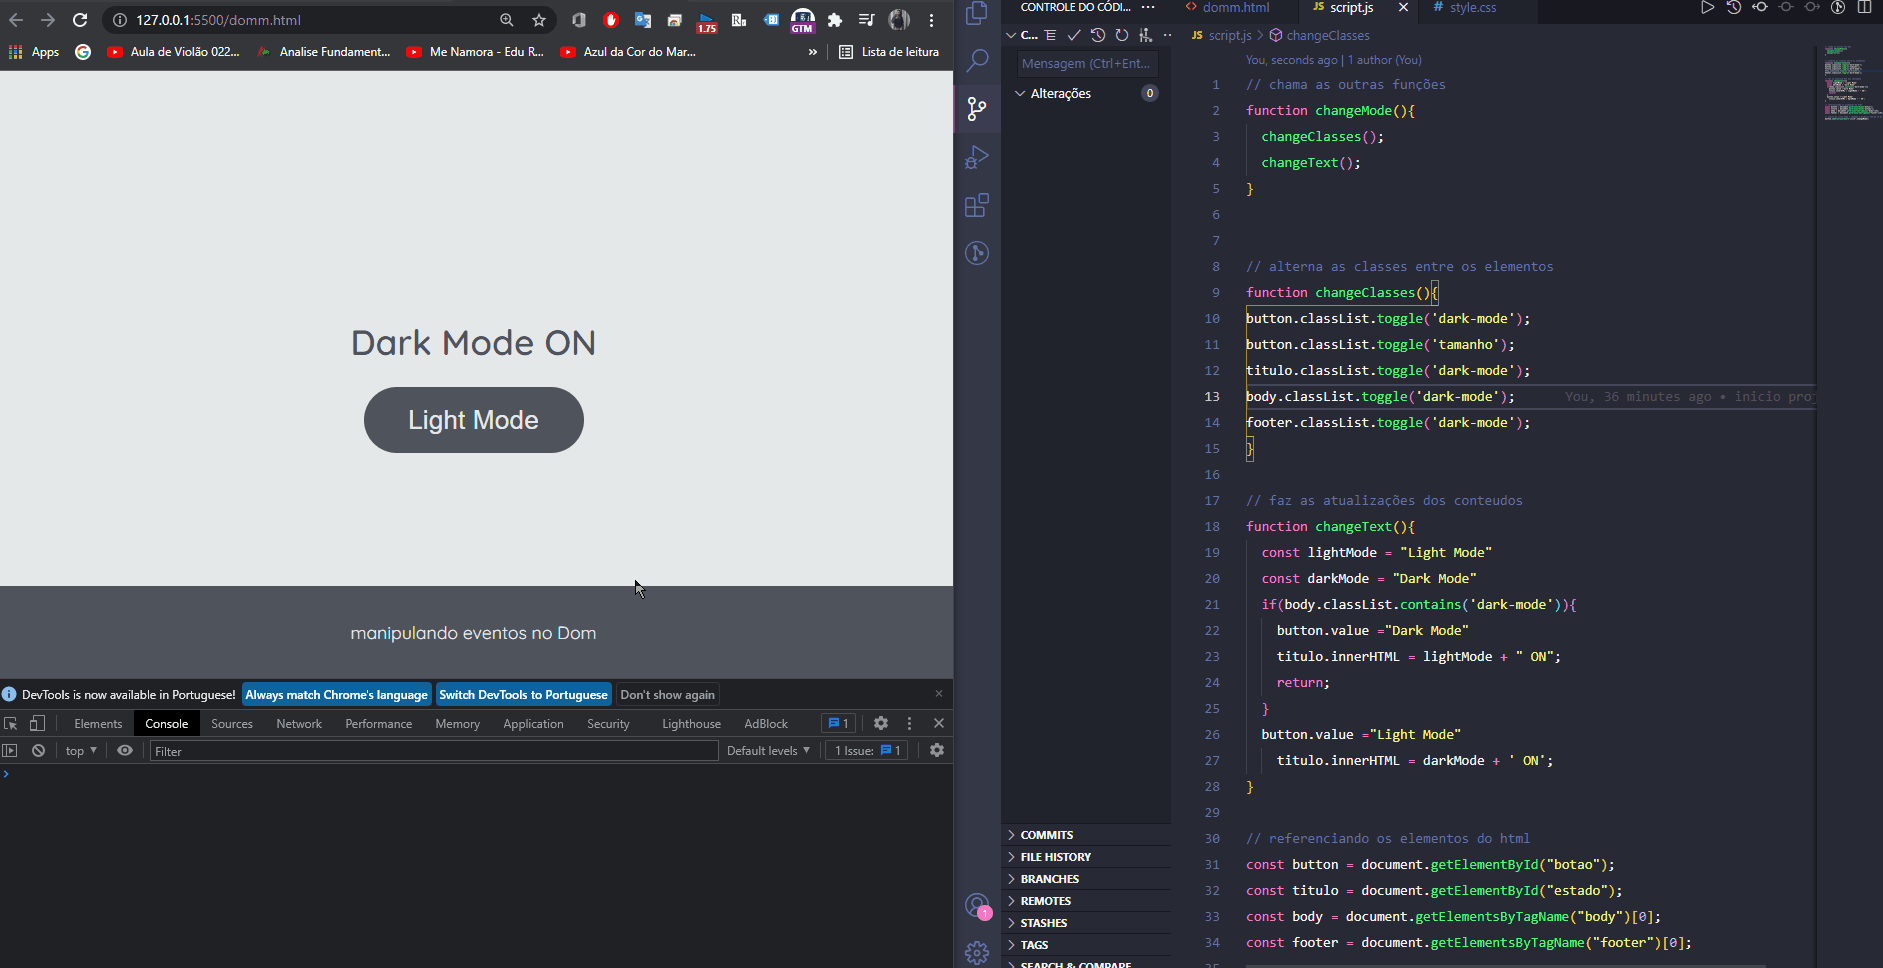 127.0.0.1:5500/domm.html
1.75
GTM
Apps
Aula de Violão 022...
Analise Fundament...
Me Namora - Edu R...
Azul da Cor do Mar...
»
Lista de leitura
Dark Mode ON
Light Mode
manipulando eventos no Dom
DevTools is now available in Portuguese!
Always match Chrome's language
Switch DevTools to Portuguese
Don't show again
Elements
Console
Sources
Network
Performance
Memory
Application
Security
Lighthouse
AdBlock
1
top
Filter
Default levels
1 Issue: 1
CONTROLE DO CÓDI...
C...
Mensagem (Ctrl+Ent...
Alterações
0
COMMITS
FILE HISTORY
BRANCHES
REMOTES
STASHES
TAGS
SEARCH & COMPARE
1
domm.html
JS script.js
# style.css
JS script.js > changeClasses
You, seconds ago | 1 author (You)
1 // chama as outras funções
2 function changeMode(){
3 changeClasses();
4 changeText();
5 }
6
7
8 // alterna as classes entre os elementos
9 function changeClasses(){
10 button.classList.toggle('dark-mode');
11 button.classList.toggle('tamanho');
12 titulo.classList.toggle('dark-mode');
13 body.classList.toggle('dark-mode'); You, 36 minutes ago • inicio pro
14 footer.classList.toggle('dark-mode');
15 }
16
17 // faz as atualizações dos conteudos
18 function changeText(){
19 const lightMode = "Light Mode"
20 const darkMode = "Dark Mode"
21 if(body.classList.contains('dark-mode')){
22 button.value ="Dark Mode"
23 titulo.innerHTML = lightMode + " ON";
24 return;
25 }
26 button.value ="Light Mode"
27 titulo.innerHTML = darkMode + ' ON';
28 }
29
30 // referenciando os elementos do html
31 const button = document.getElementById("botao");
32 const titulo = document.getElementById("estado");
33 const body = document.getElementsByTagName("body")[0];
34 const footer = document.getElementsByTagName("footer")[0];